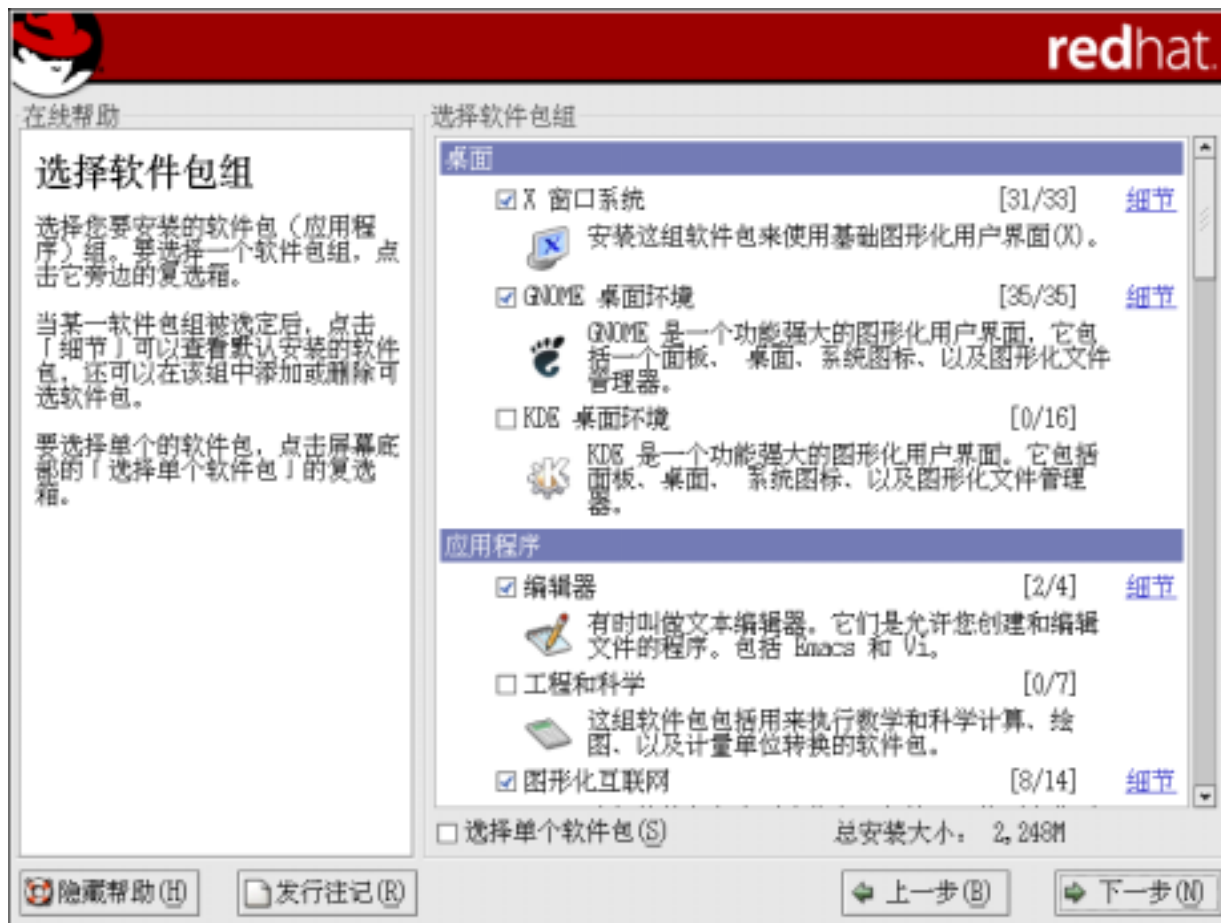 redhat.
在线帮助
选择软件包组
选择您要安装的软件包（应用程
序）组。要选择一个软件包组，点
击它旁边的复选箱。
当某一软件包组被选定后，点击
「细节」可以查看默认安装的软件
包，还可以在该组中添加或删除可
选软件包。
要选择单个的软件包，点击屏幕底
部的「选择单个软件包」的复选
箱。
选择软件包组
桌面
X 窗口系统 [31/33] 细节
安装这组软件包来使用基础图形化用户界面(X)。
GNOME 桌面环境 [35/35] 细节
GNOME 是一个功能强大的图形化用户界面，它包
括一个面板、 桌面、系统图标、以及图形化文件
管理器。
KDE 桌面环境 [0/16]
KDE 是一个功能强大的图形化用户界面。它包括
面板、桌面、 系统图标、以及图形化文件管理
器。
应用程序
编辑器 [2/4] 细节
有时叫做文本编辑器。它们是允许您创建和编辑
文件的程序。包括 Emacs 和 Vi。
工程和科学 [0/7]
这组软件包包括用来执行数学和科学计算、绘
图、以及计量单位转换的软件包。
图形化互联网 [8/14] 细节
选择单个软件包(S) 总安装大小： 2,248M
隐藏帮助(H) 发行注记(R) 上一步(B) 下一步(N)